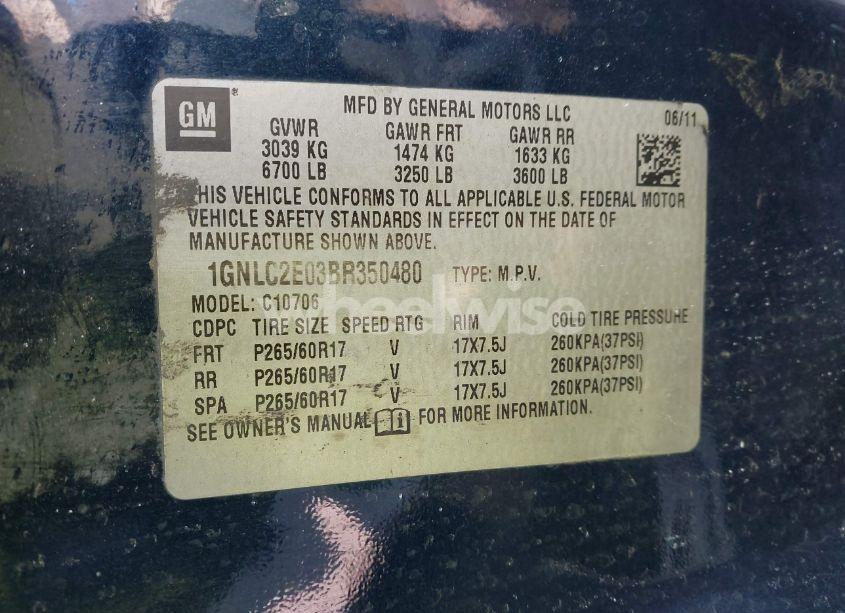 GM
MFD BY GENERAL MOTORS LLC
06/11
GVWR GAWR FRT GAWR RR
3039 KG 1474 KG 1633 KG
6700 LB 3250 LB 3600 LB
THIS VEHICLE CONFORMS TO ALL APPLICABLE U.S. FEDERAL MOTOR
VEHICLE SAFETY STANDARDS IN EFFECT ON THE DATE OF
MANUFACTURE SHOWN ABOVE.
1GNLC2E03BR350480 TYPE: M.P.V.
MODEL: C10706
wheelwise
CDPC TIRE SIZE SPEED RTG RIM COLD TIRE PRESSURE
FRT P265/60R17 V 17X7.5J 260KPA(37PSI)
RR P265/60R17 V 17X7.5J 260KPA(37PSI)
SPA P265/60R17 V 17X7.5J 260KPA(37PSI)
SEE OWNER'S MANUAL FOR MORE INFORMATION.